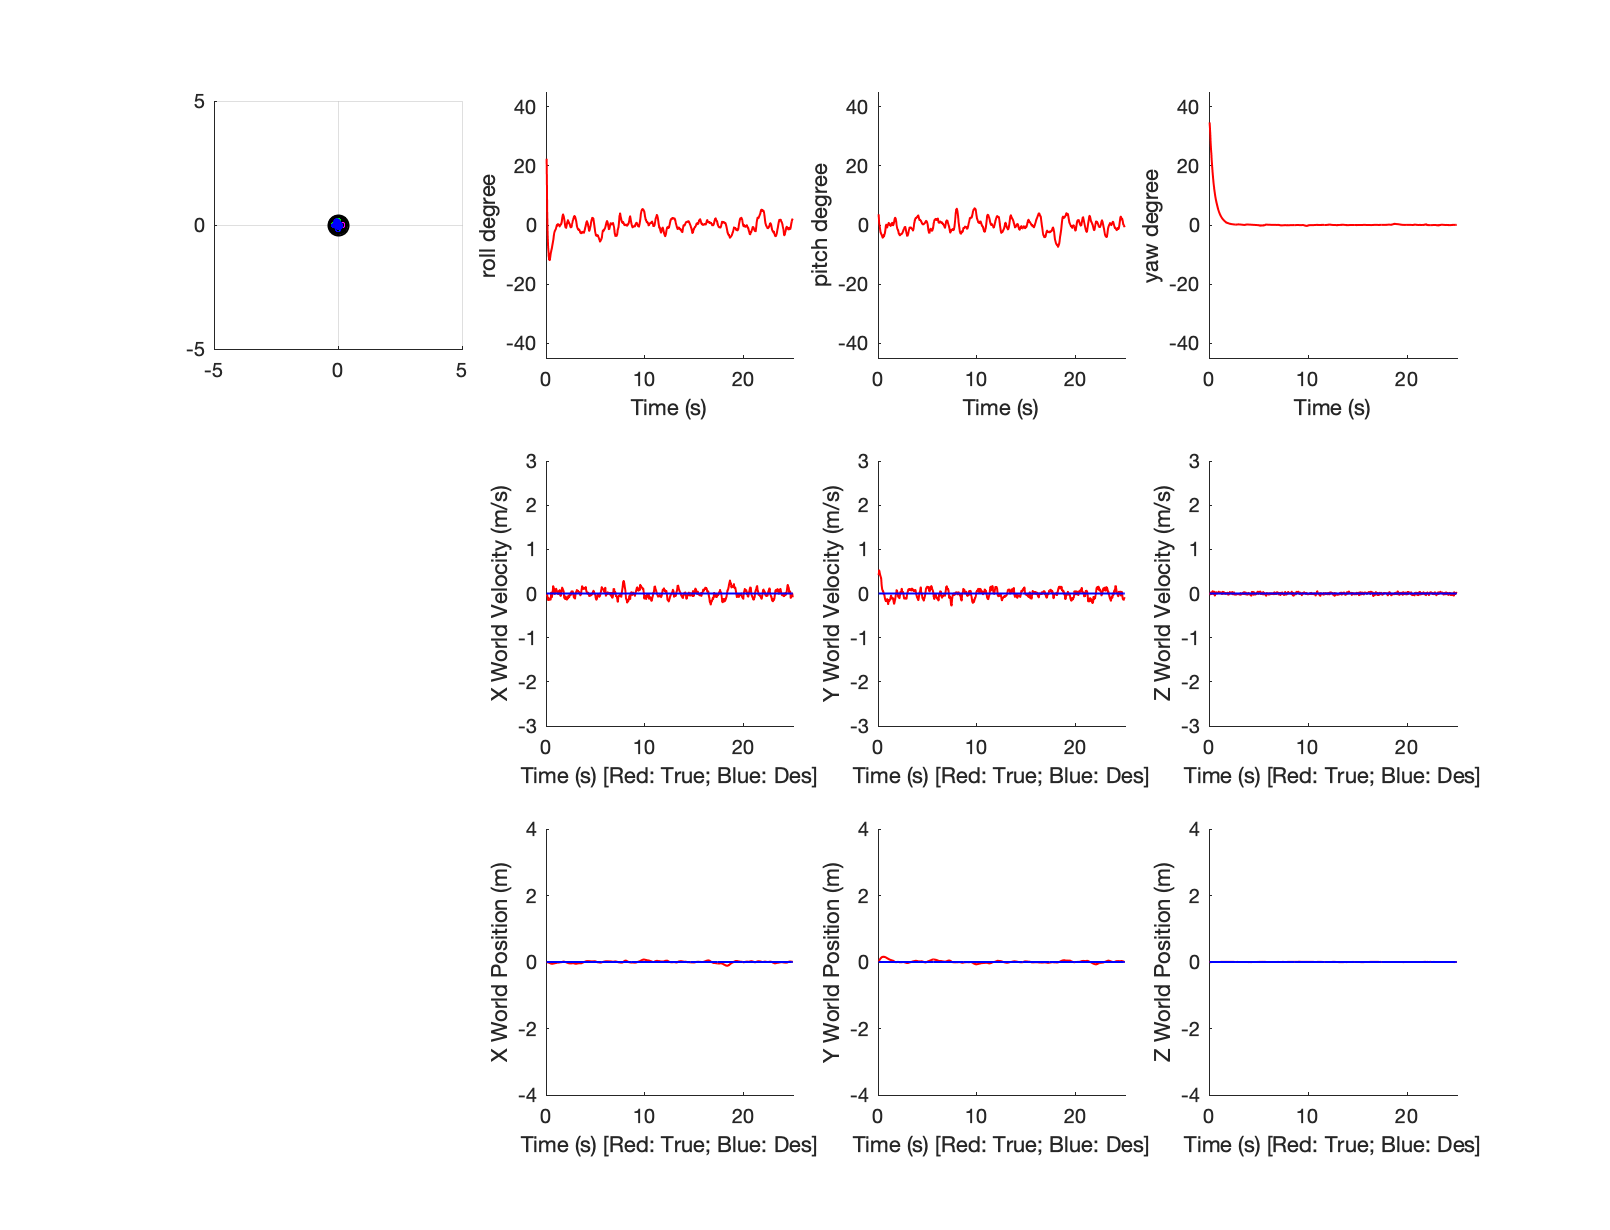 5
0
-5
-5 0 5
roll degree
40
20
0
-20
-40
0 10 20
Time (s)
pitch degree
40
20
0
-20
-40
0 10 20
Time (s)
yaw degree
40
20
0
-20
-40
0 10 20
Time (s)
X World Velocity (m/s)
3
2
1
0
-1
-2
-3
0 10 20
Time (s) [Red: True; Blue: Des]
Y World Velocity (m/s)
3
2
1
0
-1
-2
-3
0 10 20
Time (s) [Red: True; Blue: Des]
Z World Velocity (m/s)
3
2
1
0
-1
-2
-3
0 10 20
Time (s) [Red: True; Blue: Des]
X World Position (m)
4
2
0
-2
-4
0 10 20
Time (s) [Red: True; Blue: Des]
Y World Position (m)
4
2
0
-2
-4
0 10 20
Time (s) [Red: True; Blue: Des]
Z World Position (m)
4
2
0
-2
-4
0 10 20
Time (s) [Red: True; Blue: Des]